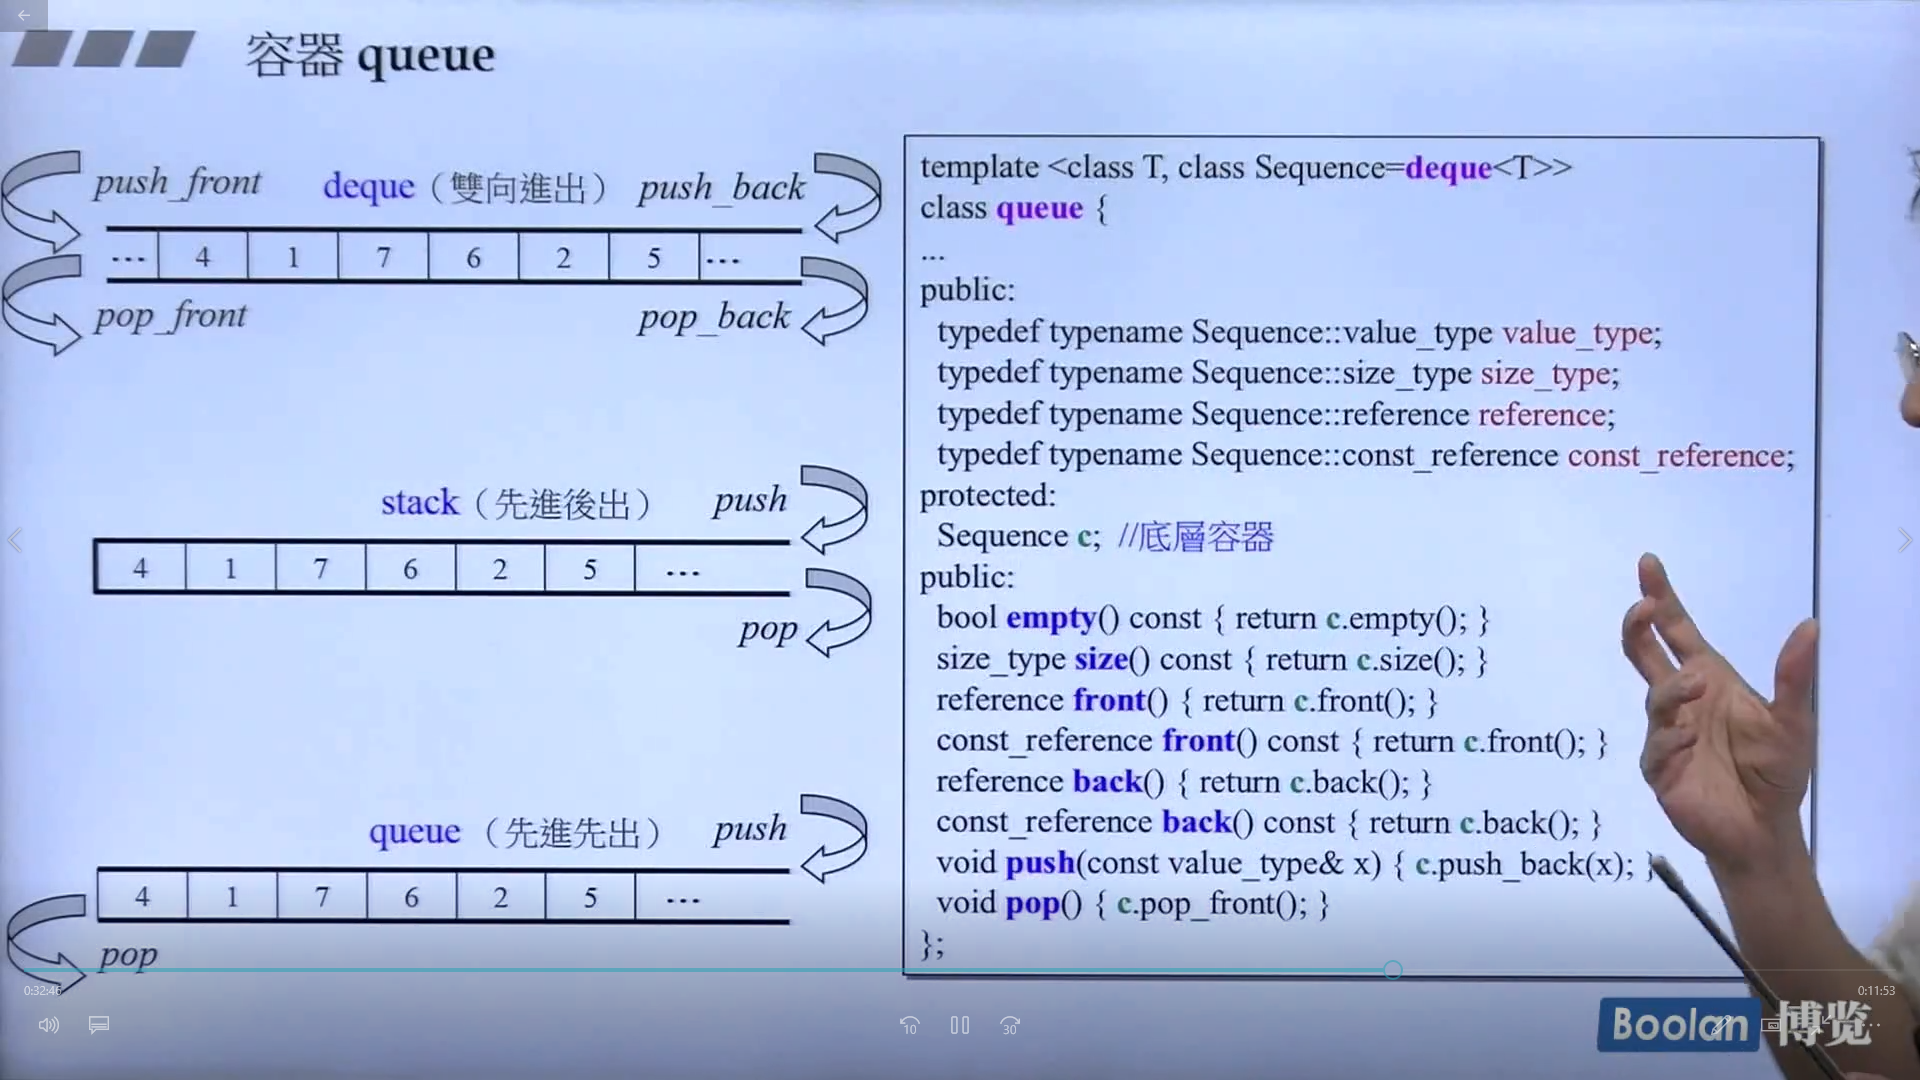 容器 queue
push_front deque（雙向進出） push_back
... 4 1 7 6 2 5 ...
pop_front pop_back
stack（先進後出） push
4 1 7 6 2 5 ...
pop
queue （先進先出） push
4 1 7 6 2 5 ...
pop
template <class T, class Sequence=deque<T>>
class queue {
...
public:
typedef typename Sequence::value_type value_type;
typedef typename Sequence::size_type size_type;
typedef typename Sequence::reference reference;
typedef typename Sequence::const_reference const_reference;
protected:
Sequence c; //底層容器
public:
bool empty() const { return c.empty(); }
size_type size() const { return c.size(); }
reference front() { return c.front(); }
const_reference front() const { return c.front(); }
reference back() { return c.back(); }
const_reference back() const { return c.back(); }
void push(const value_type& x) { c.push_back(x); }
void pop() { c.pop_front(); }
};
0:32:46 0:11:53
10 30
Boolan 博览